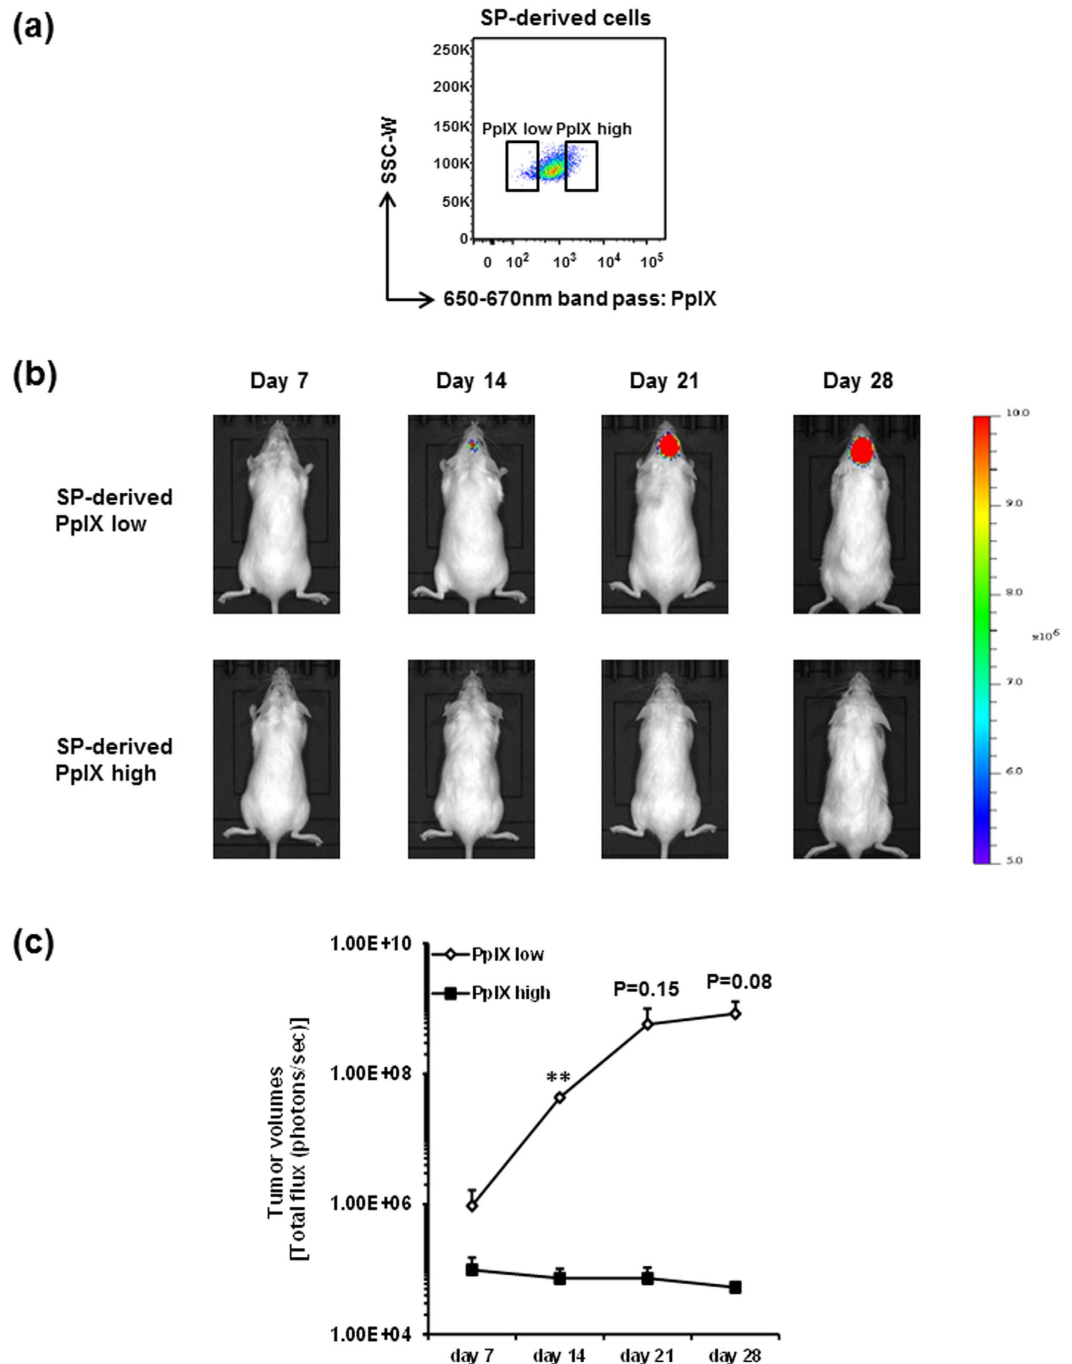 (a)
SP-derived cells
250K
200K
150K
100K
50K
0
SSC-W
PpIX low PpIX high
0 10² 10³ 10⁴ 10⁵
650-670nm band pass: PpIX
(b)
Day 7 Day 14 Day 21 Day 28
SP-derived
PpIX low
SP-derived
PpIX high
10.0
9.0
8.0
×10⁶
7.0
6.0
5.0
(c)
1.00E+10
1.00E+08
1.00E+06
1.00E+04
Tumor volumes
[Total flux (photons/sec)]
PpIX low
PpIX high
**
P=0.15
P=0.08
day 7 day 14 day 21 day 28